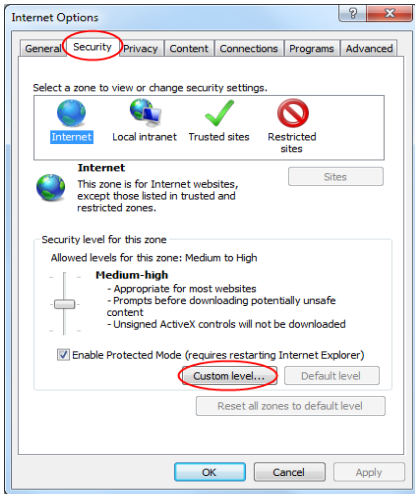 Internet Options
General Security Privacy Content Connections Programs Advanced
Select a zone to view or change security settings.
Internet Local intranet Trusted sites Restricted
sites
Internet
This zone is for Internet websites,
except those listed in trusted and
restricted zones.
Sites
Security level for this zone
Allowed levels for this zone: Medium to High
Medium-high
- Appropriate for most websites
- Prompts before downloading potentially unsafe
content
- Unsigned ActiveX controls will not be downloaded
Enable Protected Mode (requires restarting Internet Explorer)
Custom level... Default level
Reset all zones to default level
OK Cancel Apply